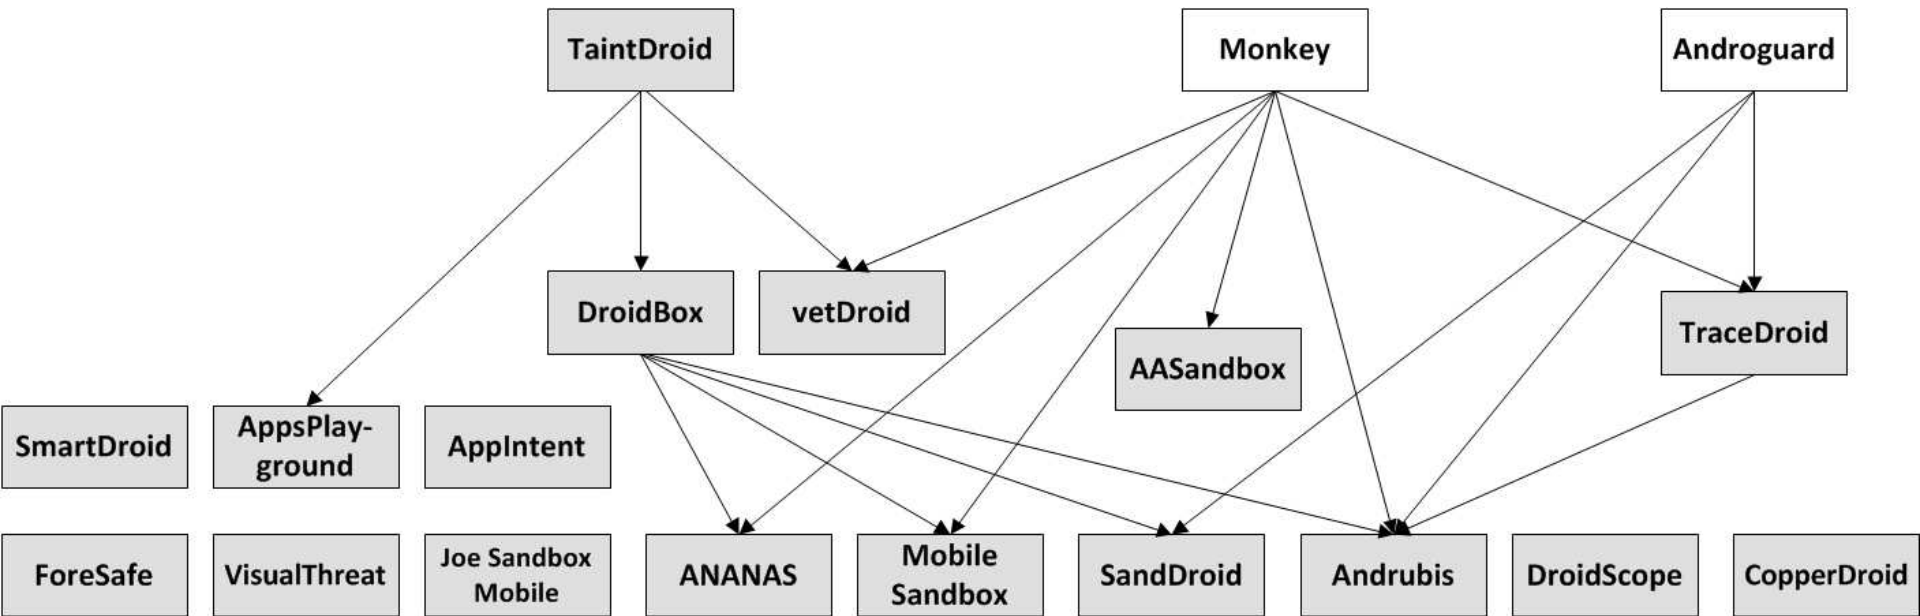 TaintDroid
Monkey
Androguard
DroidBox
vetDroid
TraceDroid
AASandbox
SmartDroid
AppsPlay-
ground
AppIntent
ForeSafe
VisualThreat
Joe Sandbox
Mobile
ANANAS
Mobile
Sandbox
SandDroid
Andrubis
DroidScope
CopperDroid